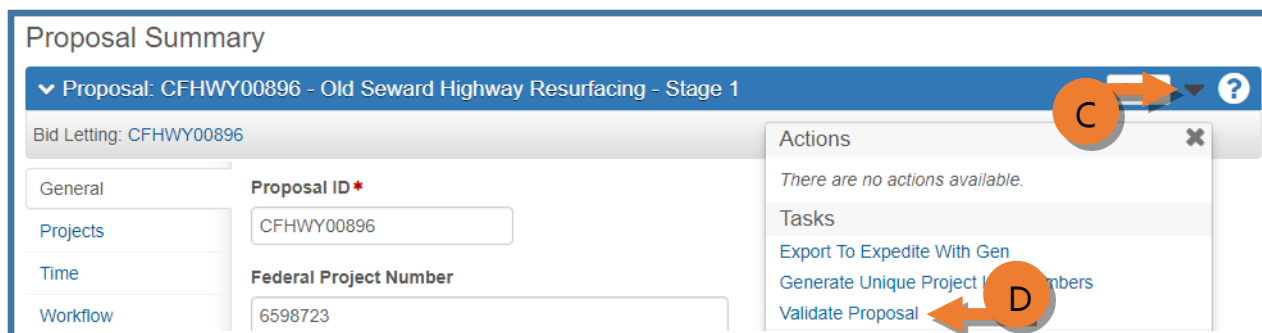 Proposal Summary
Proposal: CFHWY00896 - Old Seward Highway Resurfacing - Stage 1
C
?
Bid Letting: CFHWY00896
Actions
General
Proposal ID*
There are no actions available.
Projects
CFHWY00896
Tasks
Export To Expedite With Gen
Time
Federal Project Number
Generate Unique Project
D
Workflow
6598723
Validate Proposal